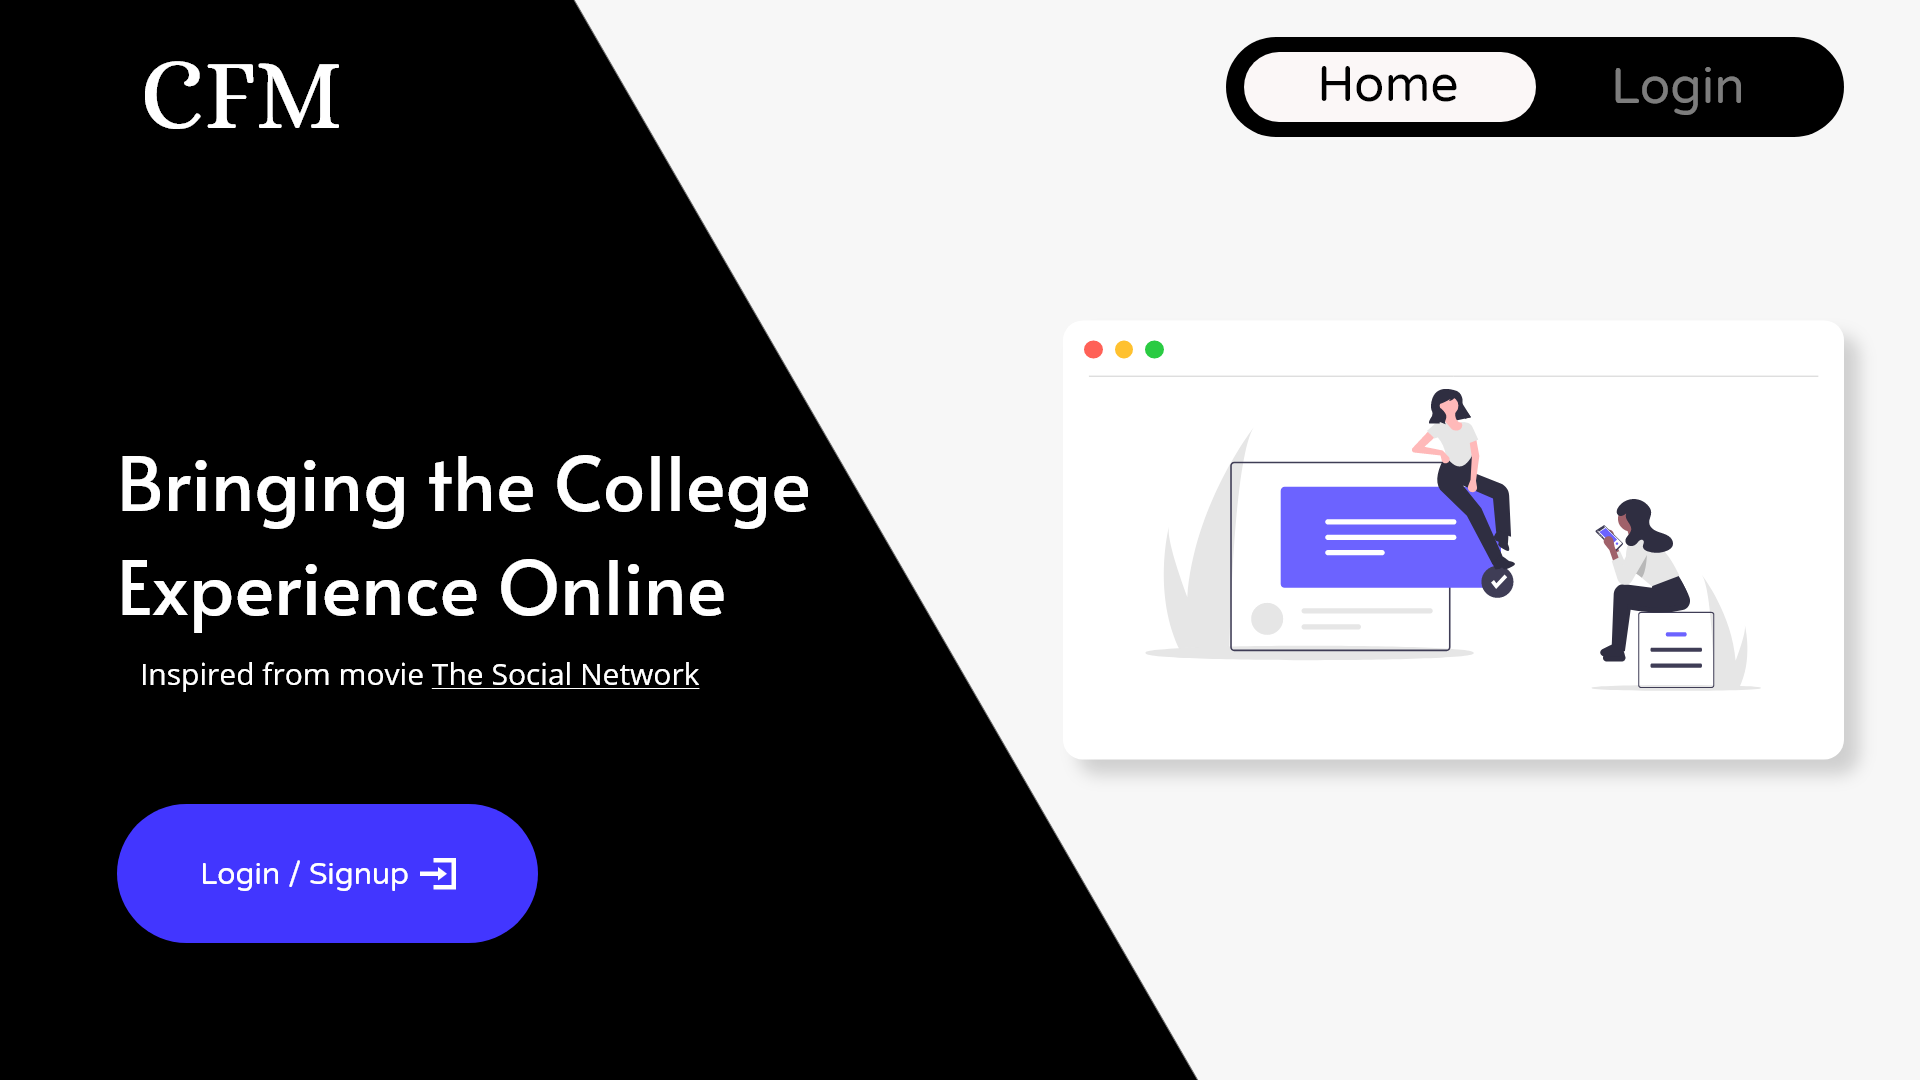 CFM
Home
Login
Bringing the College
Experience Online
Inspired from movie The Social Network
Login / Signup